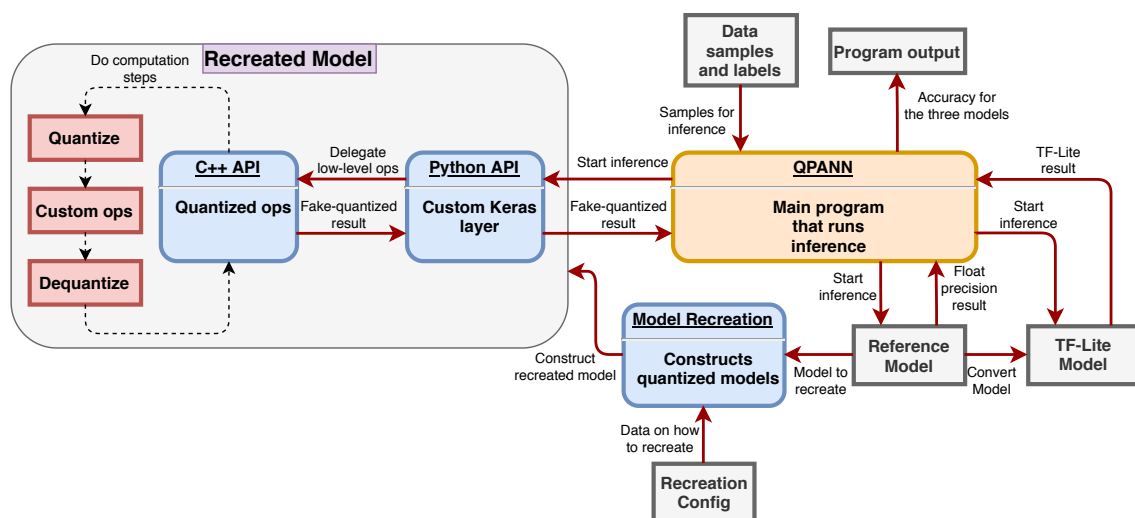 Recreated Model
Do computation
steps
Quantize
Custom ops
Dequantize
C++ API
Quantized ops
Delegate
low-level ops
Fake-quantized
result
Python API
Custom Keras
layer
Start inference
Fake-quantized
result
Data
samples
and labels
Samples for
inference
Program output
Accuracy for
the three models
QPANN
Main program
that runs
inference
TF-Lite
result
Start
inference
Start
inference
Float
precision
result
Model Recreation
Constructs
quantized models
Construct
recreated model
Model to
recreate
Reference
Model
Convert
Model
TF-Lite
Model
Data on how
to recreate
Recreation
Config